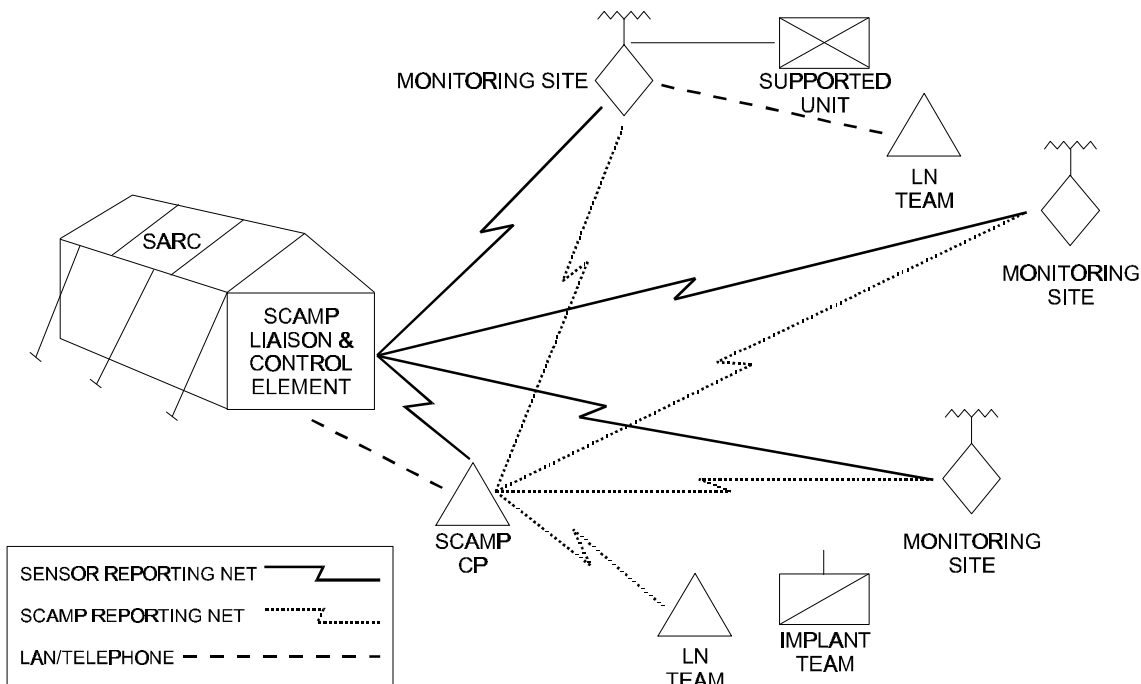 MONITORING SITE
SUPPORTED
UNIT
LN
TEAM
SARC
MONITORING
SITE
SCAMP
LIAISON &
CONTROL
ELEMENT
SCAMP
CP
MONITORING
SITE
SENSOR REPORTING NET
SCAMP REPORTING NET
LAN/TELEPHONE
LN
TEAM
IMPLANT
TEAM